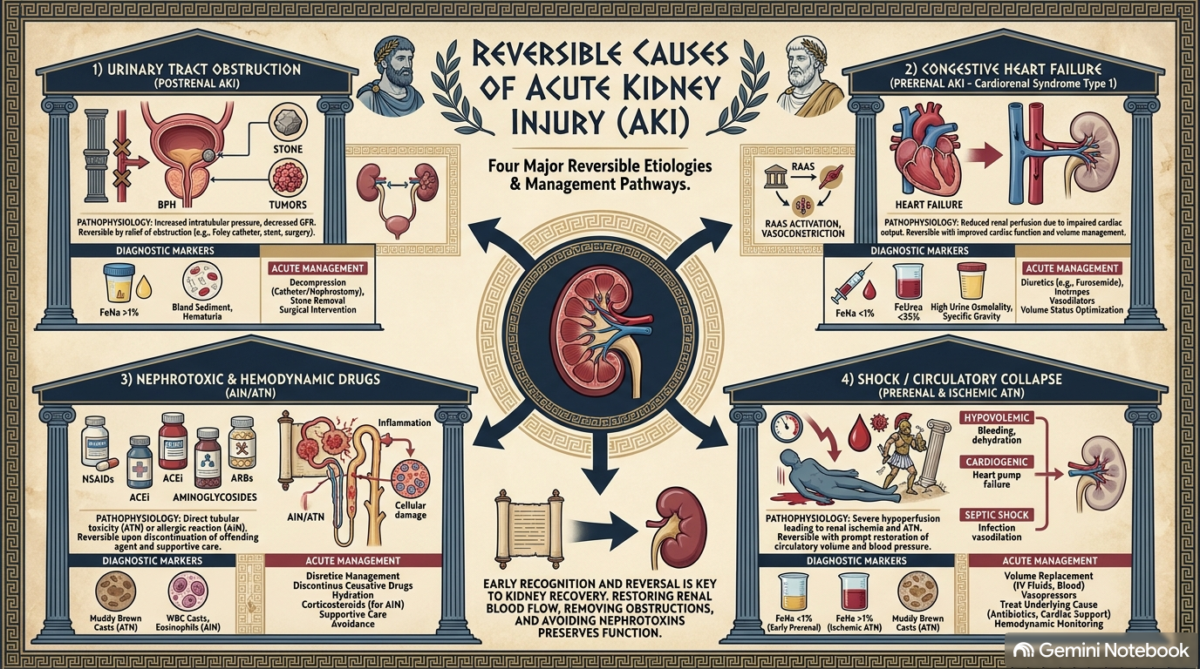 REVERSIBLE CAUSES
OF ACUTE KIDNEY
INJURY (AKI)
Four Major Reversible Etiologies
& Management Pathways.
1) URINARY TRACT OBSTRUCTION
(POSTRENAL AKI)
STONE
BPH
TUMORS
PATHOPHYSIOLOGY: Increased intratubular pressure, decreased GFR.
Reversible by relief of obstruction (e.g., Foley catheter, stent, surgery).
DIAGNOSTIC MARKERS
FeNa >1%
Bland Sediment,
Hematuria
ACUTE MANAGEMENT
Decompression
(Catheter/Nephrostomy),
Stone Removal
Surgical Intervention
2) CONGESTIVE HEART FAILURE
(PRERENAL AKI – Cardiorenal Syndrome Type 1)
RAAS
RAAS ACTIVATION,
VASOCONSTRICTION
HEART FAILURE
PATHOPHYSIOLOGY: Reduced renal perfusion due to impaired cardiac
output. Reversible with improved cardiac function and volume management.
DIAGNOSTIC MARKERS
FeNa <1%
FeUrea
<35%
High Urine Osmolality,
Syecific Gravity
ACUTE MANAGEMENT
Diuretics (e.g., Furosemide),
Inotrnpes
Vasodilators
Volume Status Optimization
3) NEPHROTOXIC & HEMODYNAMIC DRUGS
(AIN/ATN)
NSAIDs
ACEi
ACEi
AMINOGLYCOSIDES
ARBs
Inflammation
Cellular
damage
AIN/ATN
PATHOPHYSIOLOGY: Direct tubular
toxicity (ATN) or allergic reaction (AiN).
Reversible upon discontinuation of offending
agent and supportive care.
DIAGNOSTIC MARKERS
Muddy Brown
Casts (ATN)
WBC Casts,
Eosinophils (AIN)
ACUTE MANAGEMENT
Disretice Management
Discontinus Ceusative Drugs
Hydration
Corticosteroids (for AIN)
Supportive Care
Avoidance
EARLY RECOGNITION AND REVERSAL IS KEY
TO KIDNEY RECOVERY. RESTORING RENAL
BLOOD FLOW, REMOVING OBSTRUCTIONS,
AND AVOIDING NEPHROTOXINS
PRESERVES FUNCTION.
4) SHOCK / CIRCULATORY COLLAPSE
(PRERENAL & ISCHEMIC ATN)
HYPOVOLEMIC
Bleeding,
dehydration
CARDIOGENIC
Heart pump
failure
SEPTIC SHOCK
Infection
vasodilation
PATHOPHYSIOLOGY: Severe hypoperfusion
leading to renal ischemia and ATN.
Reversible with prompt restoration of
circulatory volume and blood pressure.
DIAGNOSTIC MARKERS
FeHa <1%
(Early Prerenal)
FeHe >1%
(Ischemic ATN)
Muddy Brown
Casts (ATN)
ACUTE MANAGEMENT
Volume Replacement
(IV Fluids, Blood)
Vasopressors
Treat Underlying Cause
(Antibiotics, Cardlac Support)
Hemodynamic Monitoring
Gemini Notebook